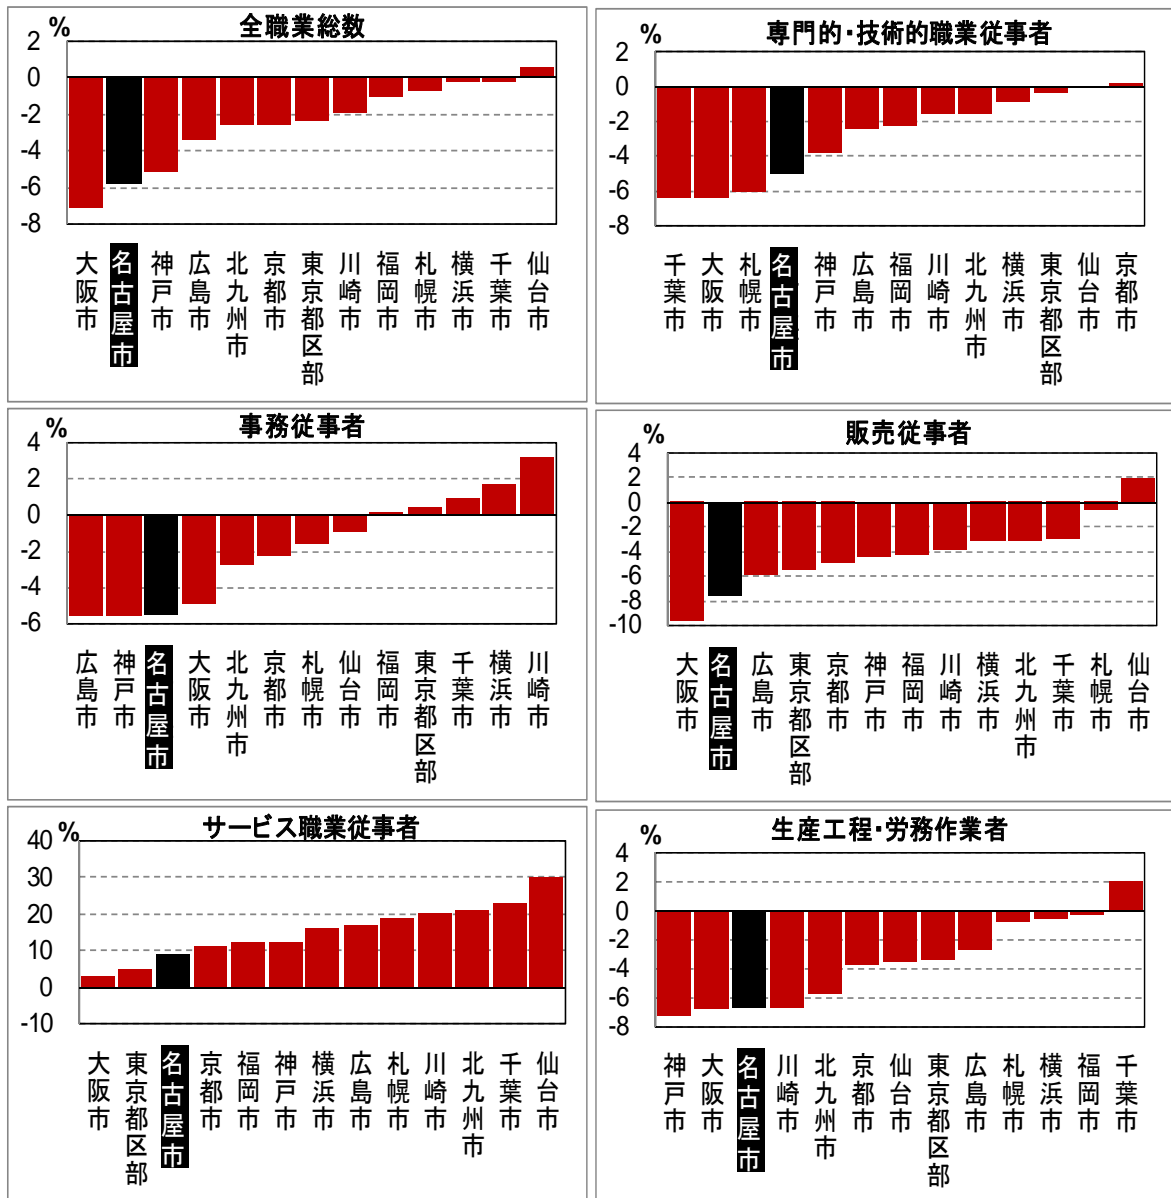 全職業総数
%
2
0
-2
-4
-6
-8
大阪市
名古屋市
神戸市
広島市
北九州市
京都市
東京都区部
川崎市
福岡市
札幌市
横浜市
千葉市
仙台市
専門的・技術的職業従事者
%
2
0
-2
-4
-6
-8
千葉市
大阪市
札幌市
名古屋市
神戸市
広島市
福岡市
川崎市
北九州市
横浜市
東京都区部
仙台市
京都市
事務従事者
%
4
2
0
-2
-4
-6
広島市
神戸市
名古屋市
大阪市
北九州市
京都市
札幌市
仙台市
福岡市
東京都区部
千葉市
横浜市
川崎市
販売従事者
%
4
2
0
-2
-4
-6
-8
-10
大阪市
名古屋市
広島市
東京都区部
京都市
神戸市
福岡市
川崎市
横浜市
北九州市
千葉市
札幌市
仙台市
サービス職業従事者
%
40
30
20
10
0
-10
大阪市
東京都区部
名古屋市
京都市
福岡市
神戸市
横浜市
広島市
札幌市
川崎市
北九州市
千葉市
仙台市
生産工程・労務作業者
%
4
2
0
-2
-4
-6
-8
神戸市
大阪市
名古屋市
川崎市
北九州市
京都市
仙台市
東京都区部
広島市
札幌市
横浜市
福岡市
千葉市